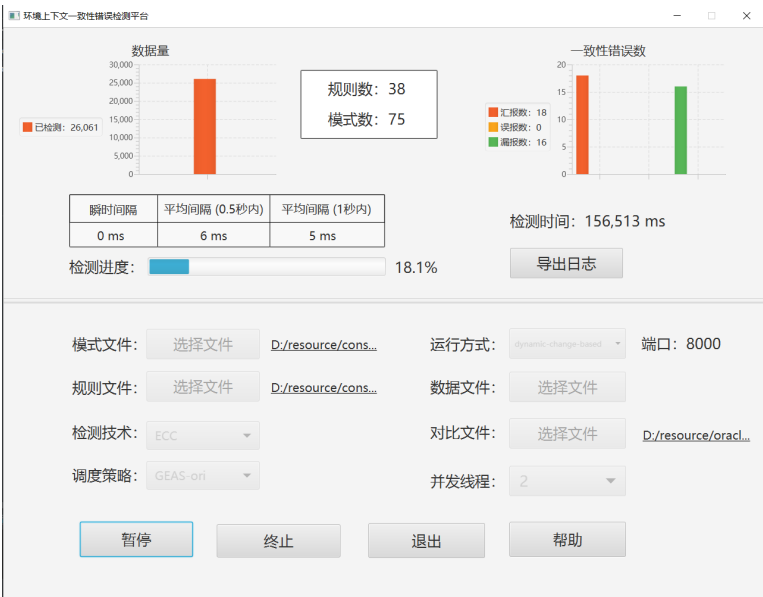 环境上下文一致性错误检测平台
数据量
30,000
25,000
20,000
15,000
10,000
5,000
0
已检测: 26,061
规则数: 38
模式数: 75
一致性错误数
20
15
10
5
0
汇报数: 18
误报数: 0
漏报数: 16
瞬时间隔 平均间隔 (0.5秒内) 平均间隔 (1秒内)
0 ms 6 ms 5 ms
检测进度: 18.1%
检测时间: 156,513 ms
导出日志
模式文件: 选择文件 D:/resource/cons... 运行方式: dynamic-change-based 端口: 8000
规则文件: 选择文件 D:/resource/cons... 数据文件: 选择文件
检测技术: ECC 对比文件: 选择文件 D:/resource/oracl...
调度策略: GEAS-ori 并发线程: 2
暂停 终止 退出 帮助